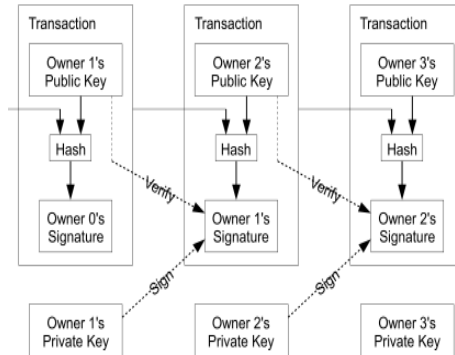 Transaction
Owner 1's
Public Key
Hash
Owner 0's
Signature
Transaction
Owner 2's
Public Key
Hash
Verify
Owner 1's
Signature
Transaction
Owner 3's
Public Key
Hash
Verify
Owner 2's
Signature
Sign
Sign
Owner 1's
Private Key
Owner 2's
Private Key
Owner 3's
Private Key